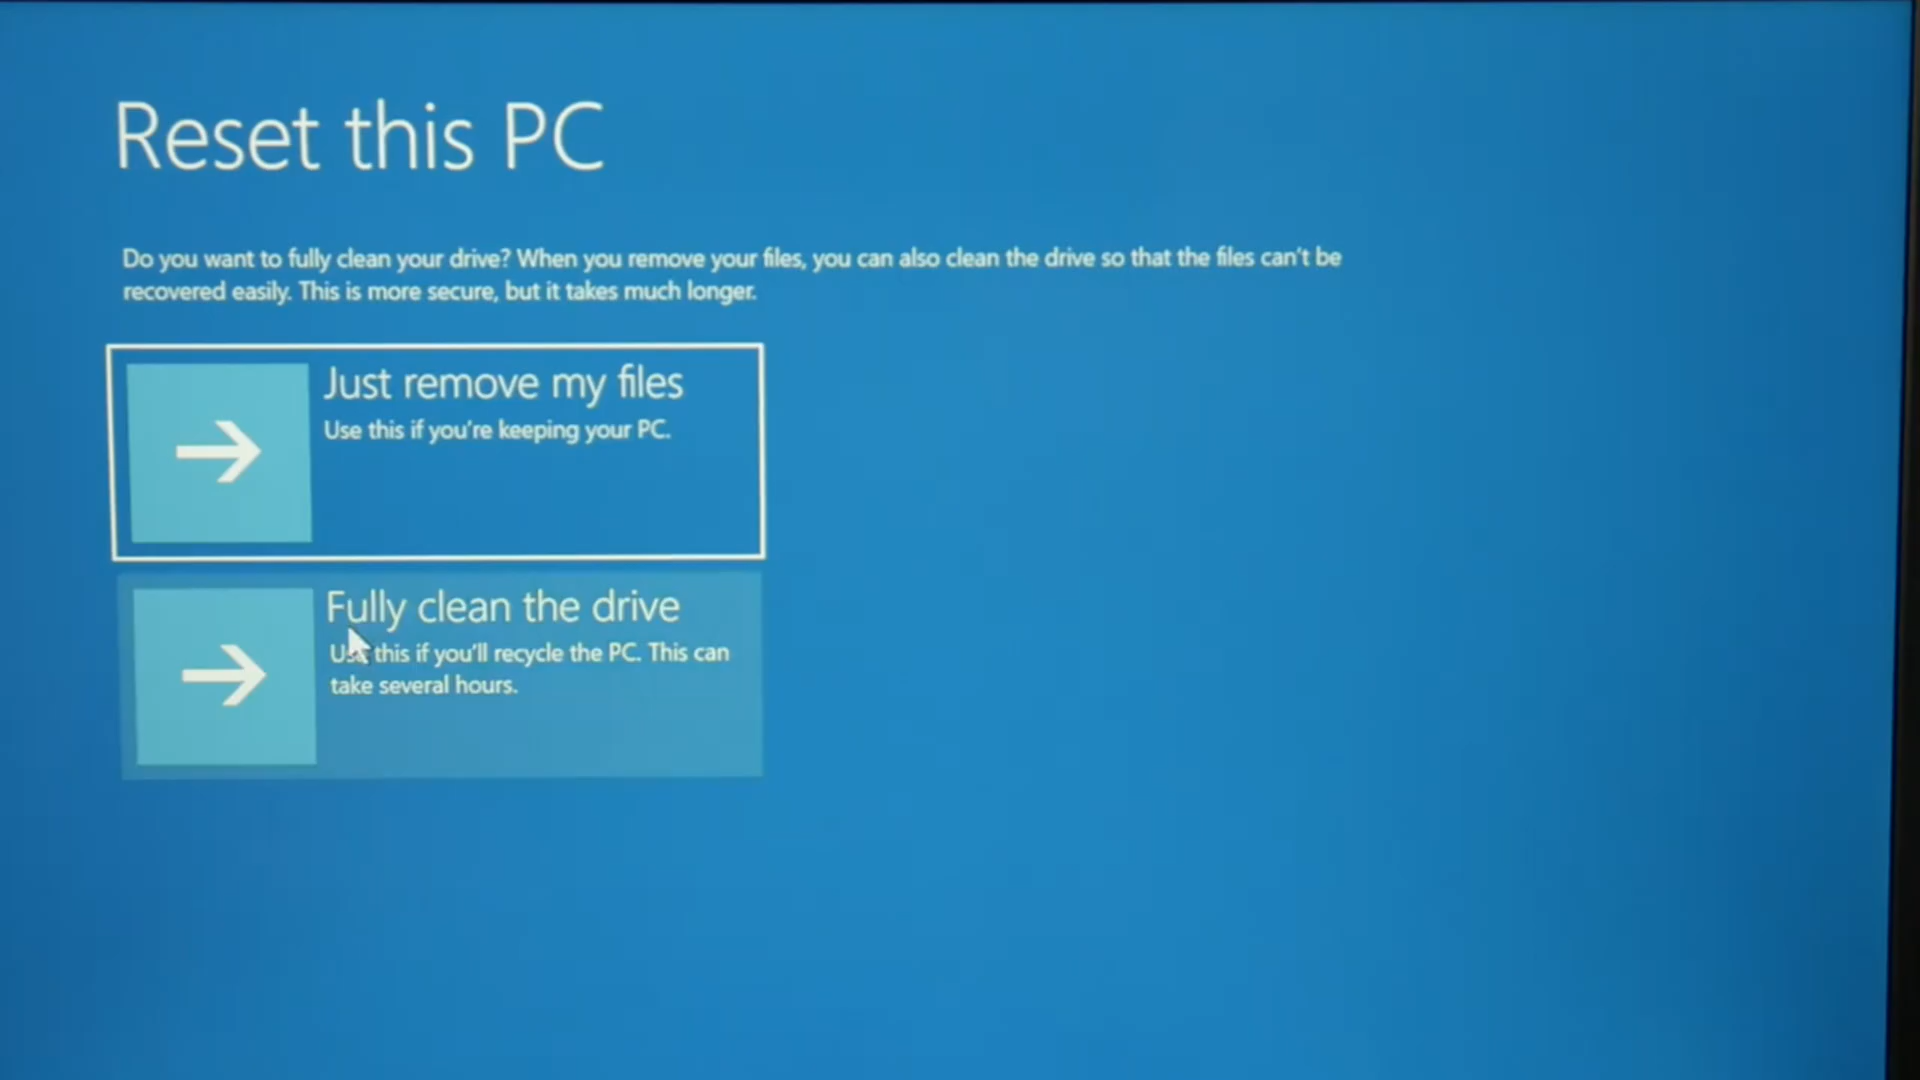 Reset this PC
Do you want to fully clean your drive? When you remove your files, you can also clean the drive so that the files can't be
recovered easily. This is more secure, but it takes much longer.
Just remove my files
Use this if you're keeping your PC.
Fully clean the drive
Use this if you'll recycle the PC. This can
take several hours.